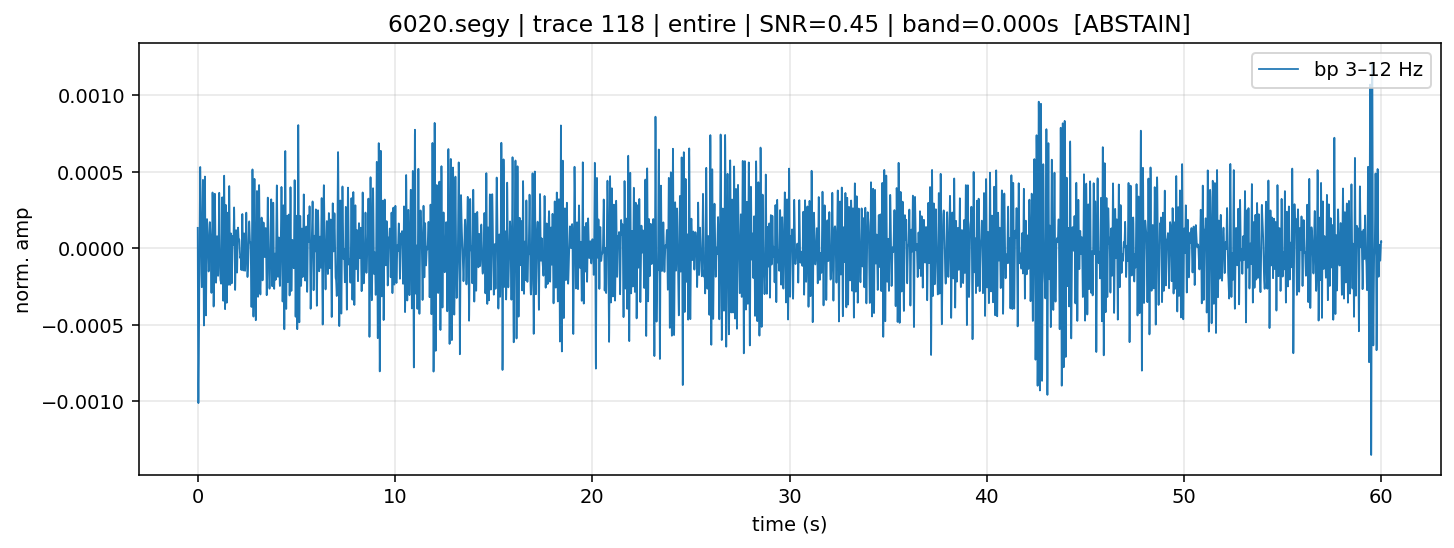 6020.segy | trace 118 | entire | SNR=0.45 | band=0.000s  [ABSTAIN]
bp 3–12 Hz
norm. amp
0.0010
0.0005
0.0000
−0.0005
−0.0010
0 10 20 30 40 50 60
time (s)